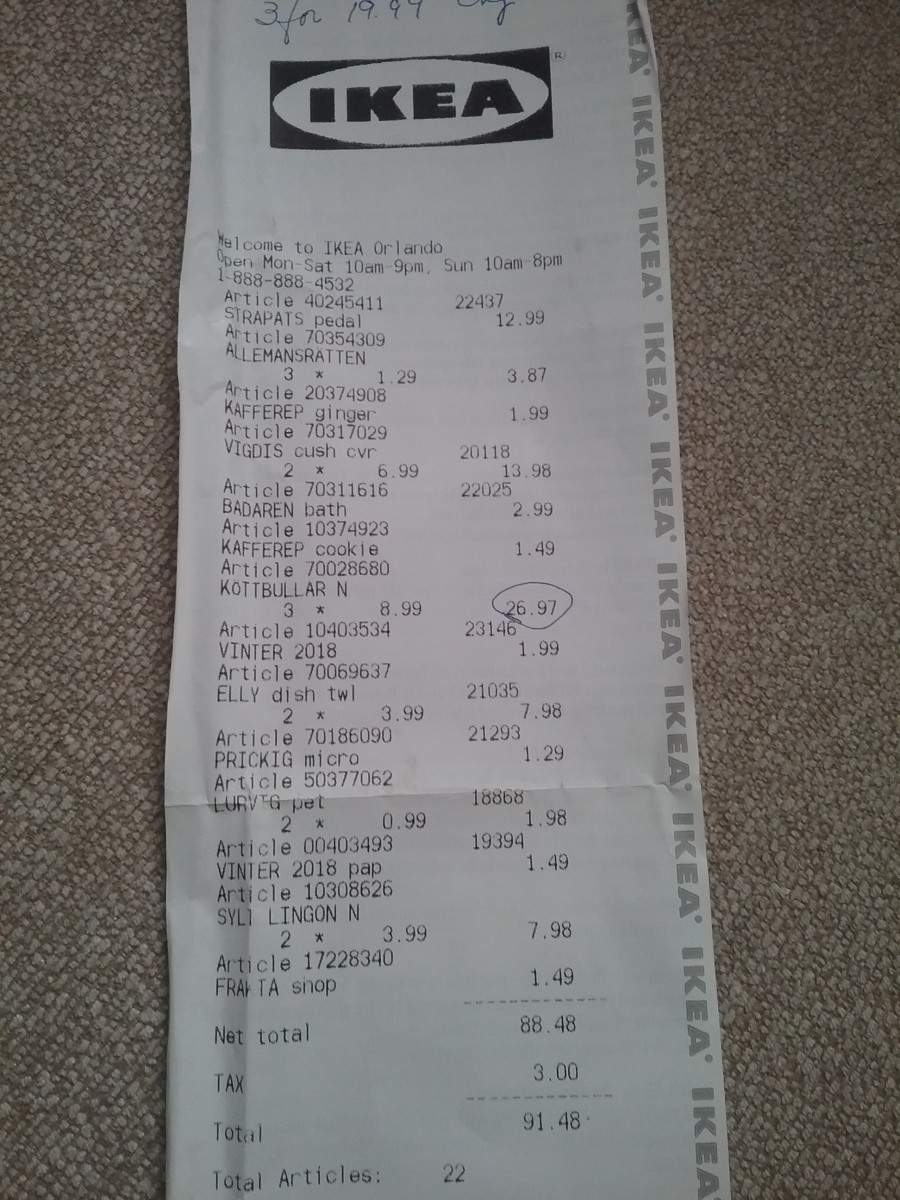 3 for 19.99
IKEA
Welcome to IKEA Orlando
Open Mon-Sat 10am-9pm, Sun 10am-8pm
1-888-888-4532
Article 40245411 22437
STRAPATS pedal 12.99
Article 70354309
ALLEMANSRÄTTEN
3 * 1.29 3.87
Article 20374908
KAFFEREP ginger 1.99
Article 70317029
VIGDIS cush cvr 20118
2 * 6.99 13.98
Article 70311616 22025
BADAREN bath 2.99
Article 10374923
KAFFEREP cookie 1.49
Article 70028680
KÖTTBULLAR N
3 * 8.99 26.97
Article 10403534 23146
VINTER 2018 1.99
Article 70069637
ELLY dish twl 21035
2 * 3.99 7.98
Article 70186090 21293
PRICKIG micro 1.29
Article 50377062
LURVIG pet 18868
2 * 0.99 1.98
Article 00403493 19394
VINTER 2018 pap 1.49
Article 10308626
SYLT LINGON N
2 * 3.99 7.98
Article 17228340
FRAKTA shop 1.49
Net total 88.48
TAX 3.00
Total 91.48
Total Articles: 22
IKEA IKEA IKEA IKEA IKEA IKEA IKEA IKEA IKEA IKEA